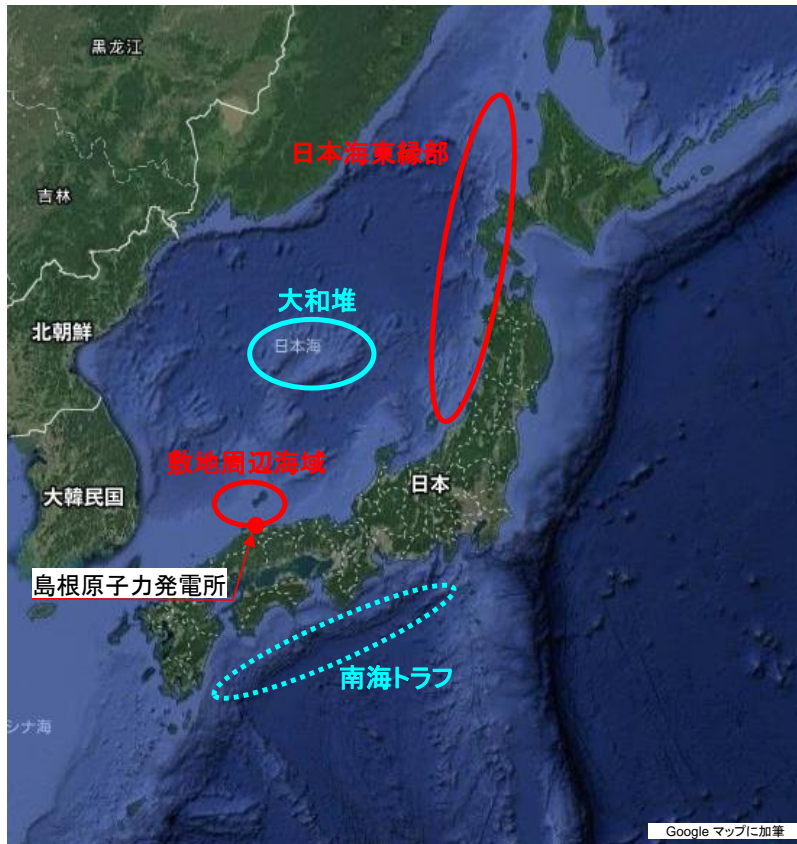 黑龙江
日本海東縁部
吉林
大和堆
北朝鮮
日本海
敷地周辺海域
大韓民国
日本
島根原子力発電所
南海トラフ
シナ海
Google マップに加筆